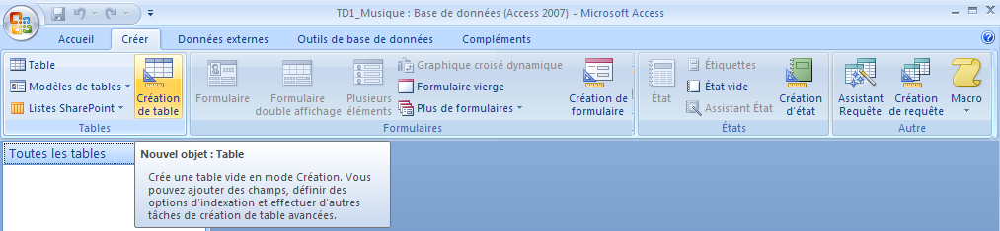 TD1_Musique : Base de données (Access 2007) - Microsoft Access
Accueil Créer Données externes Outils de base de données Compléments
Table
Modèles de tables
Listes SharePoint
Création de table
Tables
Formulaire
Formulaire double affichage
Plusieurs éléments
Graphique croisé dynamique
Formulaire vierge
Plus de formulaires
Création de formulaire
Formulaires
État
Étiquettes
État vide
Assistant État
Création d'état
États
Assistant Requête
Création de requête
Macro
Autre
Toutes les tables
Nouvel objet : Table
Crée une table vide en mode Création. Vous
pouvez ajouter des champs, définir des
options d'indexation et effectuer d'autres
tâches de création de table avancées.